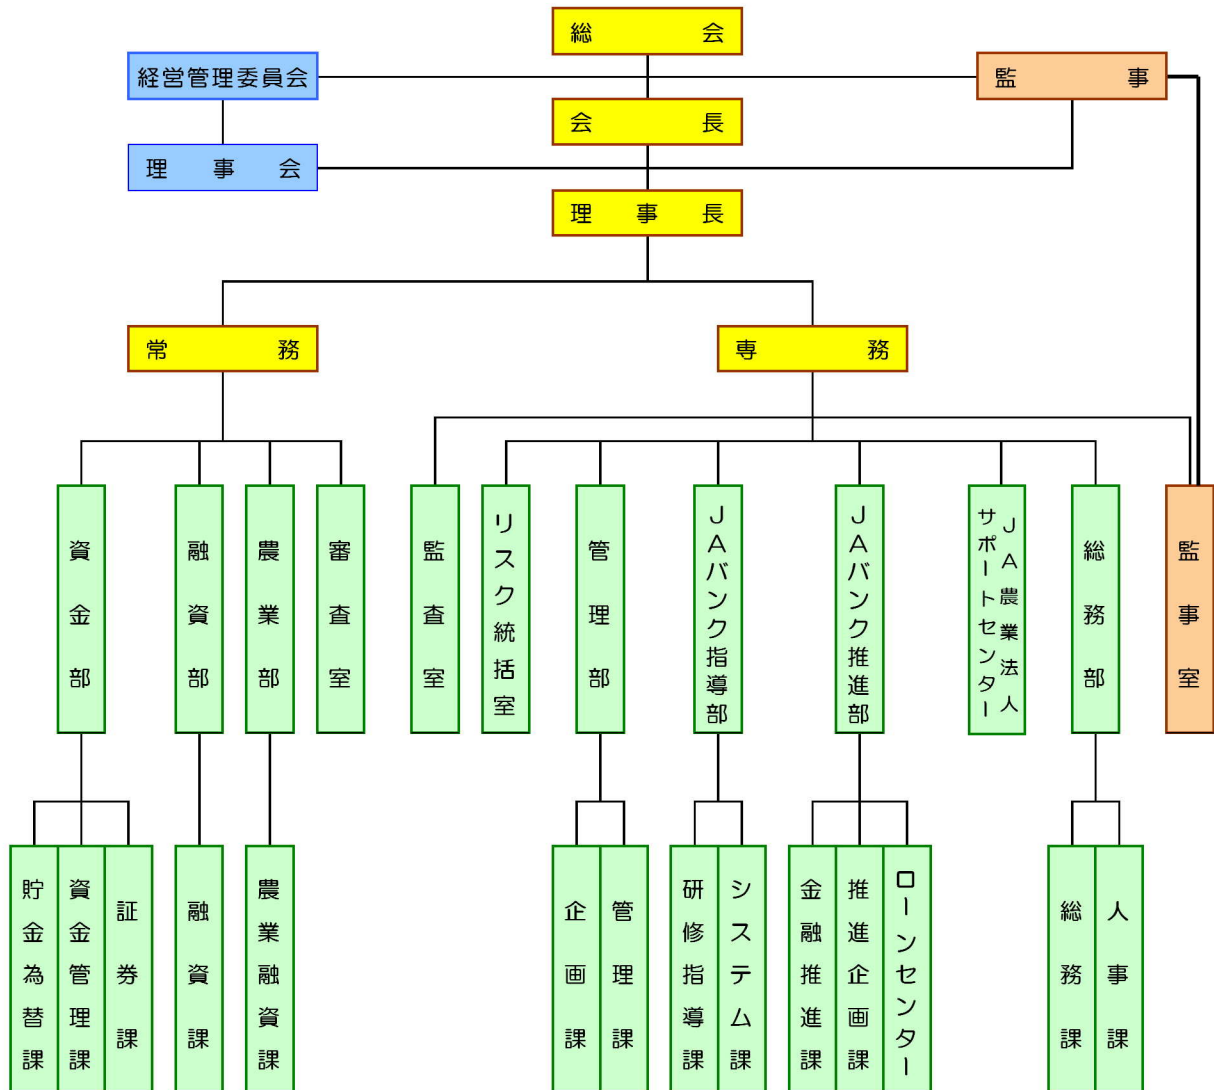 総会
経営管理委員会
監事
会長
理事会
理事長
常務
専務
資金部
融資部
農業部
審査室
監査室
リスク統括室
管理部
JAバンク指導部
JAバンク推進部
JA農業法人
サポートセンター
総務部
監事室
貯金為替課
資金管理課
証券課
融資課
農業融資課
企画課
管理課
研修指導課
システム課
金融推進課
推進企画課
ローンセンター
総務課
人事課